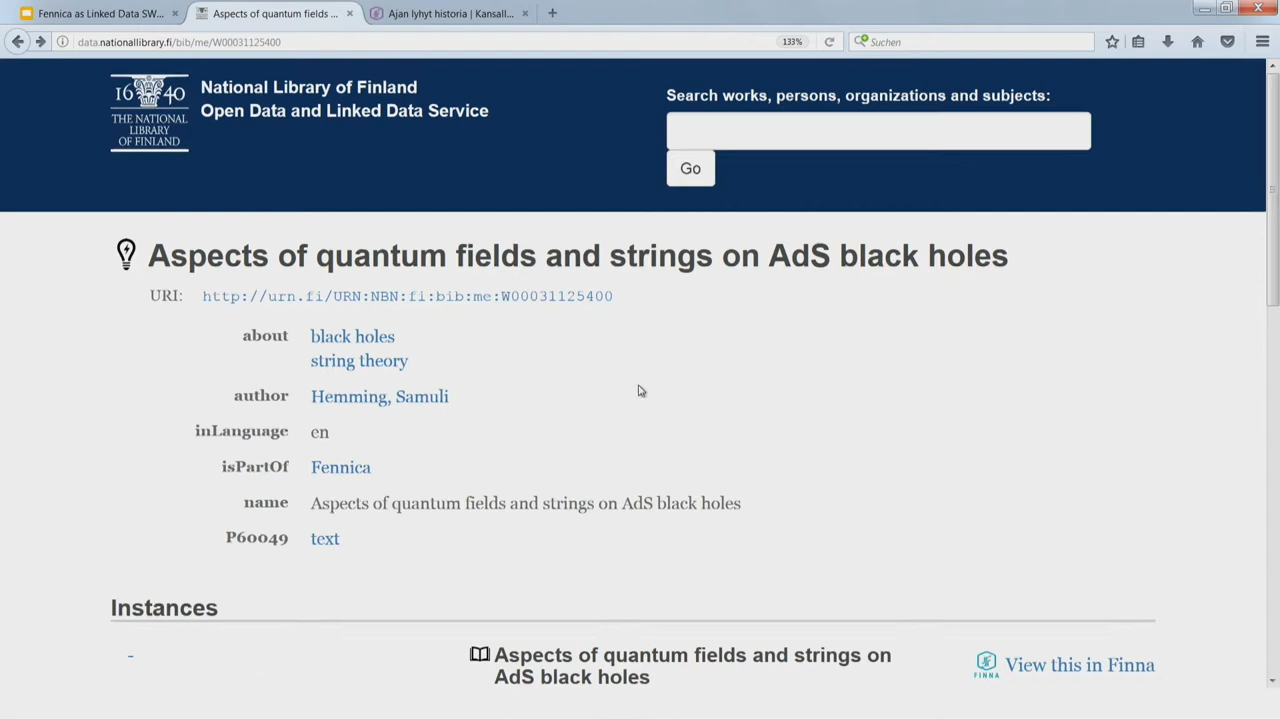 Fennica as Linked Data SW...
Aspects of quantum fields ...
Ajan lyhyt historia | Kansall...
data.nationallibrary.fi/bib/me/W00031125400
133%
Suchen
16 40
THE NATIONAL
LIBRARY
OF FINLAND
National Library of Finland
Open Data and Linked Data Service
Search works, persons, organizations and subjects:
Go
Aspects of quantum fields and strings on AdS black holes
URI: http://urn.fi/URN:NBN:fi:bib:me:W00031125400
about black holes
string theory
author Hemming, Samuli
inLanguage en
isPartOf Fennica
name Aspects of quantum fields and strings on AdS black holes
P60049 text
Instances
-
Aspects of quantum fields and strings on
AdS black holes
FINNA
View this in Finna